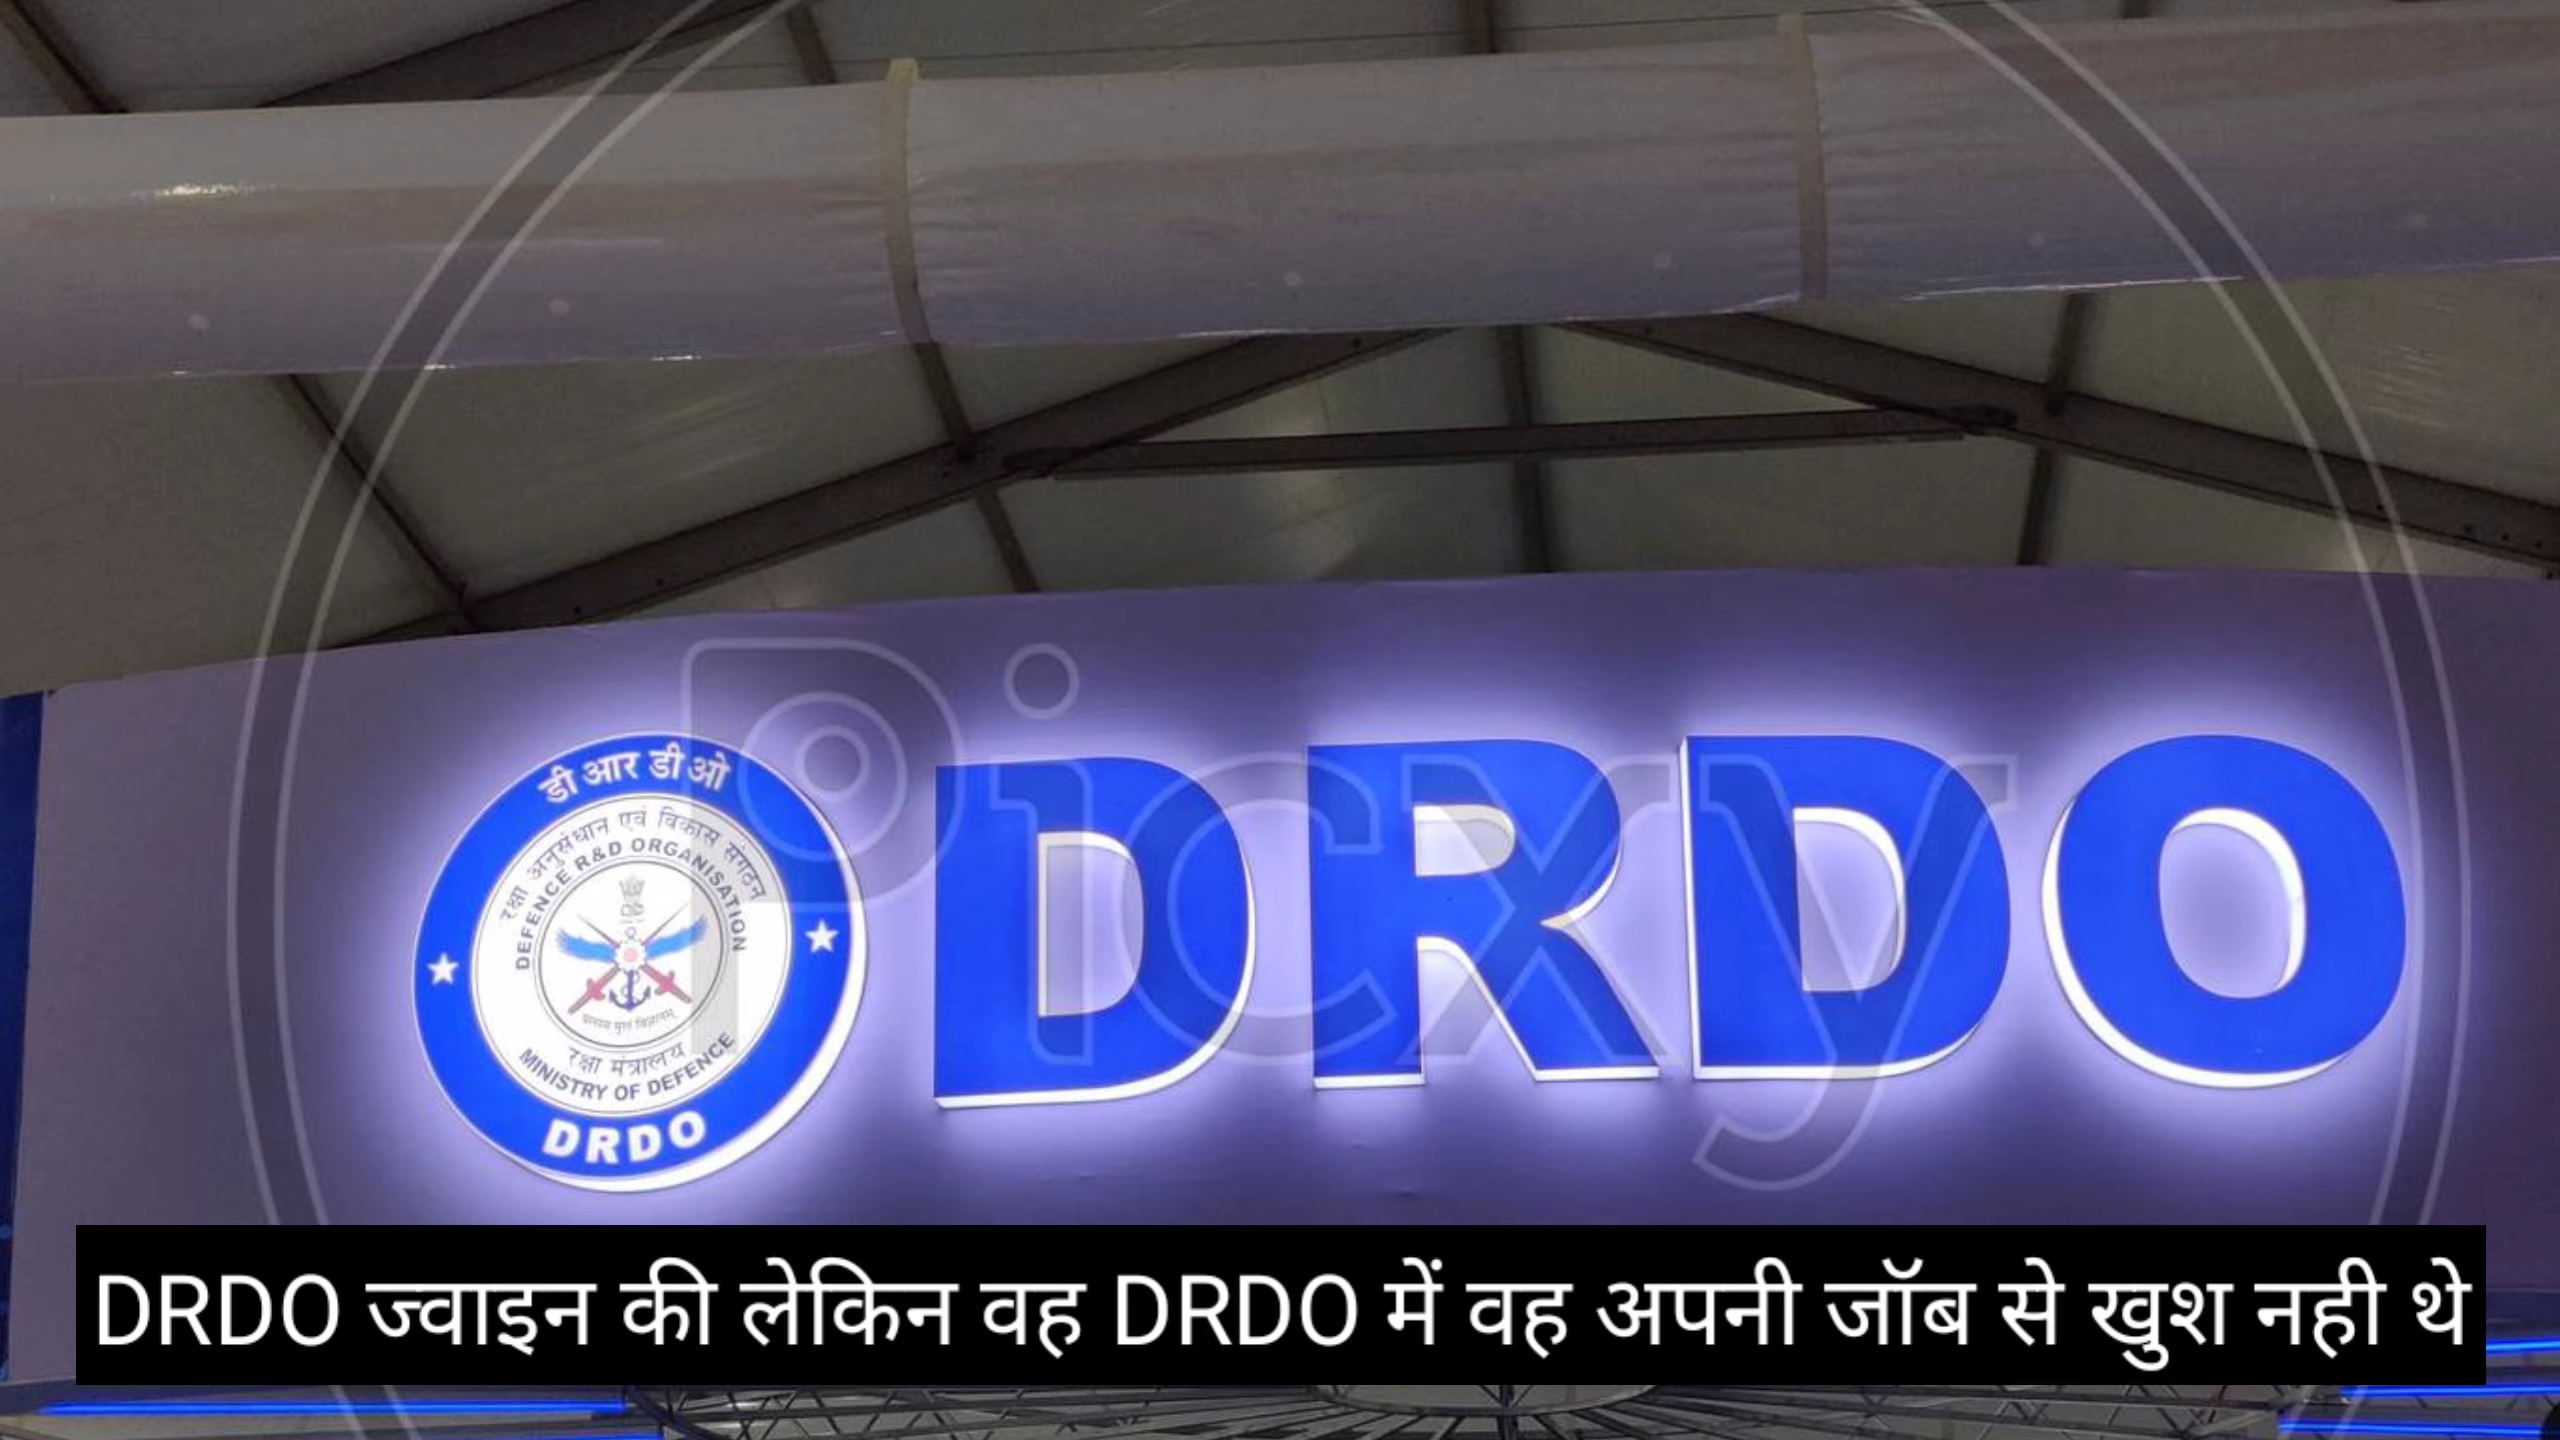 डी आर डी ओ
रक्षा अनुसंधान एवं विकास संगठन
DEFENCE R&D ORGANISATION
रक्षा मंत्रालय
MINISTRY OF DEFENCE
DRDO
DRDO
Picxy
DRDO ज्वाइन की लेकिन वह DRDO में वह अपनी जॉब से खुश नही थे